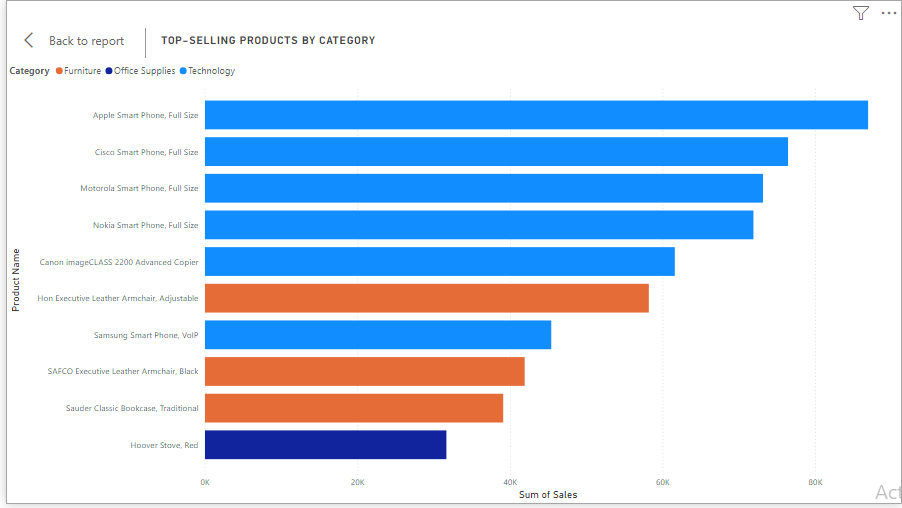 Back to report
TOP-SELLING PRODUCTS BY CATEGORY
Category Furniture Office Supplies Technology
Product Name
Apple Smart Phone, Full Size
Cisco Smart Phone, Full Size
Motorola Smart Phone, Full Size
Nokia Smart Phone, Full Size
Canon imageCLASS 2200 Advanced Copier
Hon Executive Leather Armchair, Adjustable
Samsung Smart Phone, VoIP
SAFCO Executive Leather Armchair, Black
Sauder Classic Bookcase, Traditional
Hoover Stove, Red
0K 20K 40K 60K 80K
Sum of Sales
Act